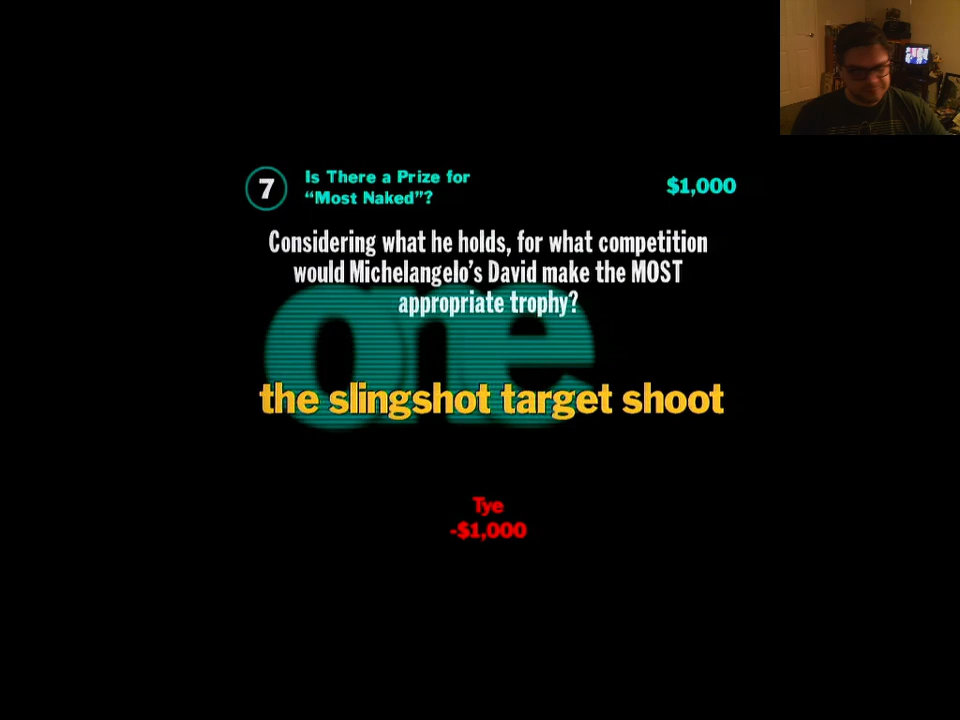 7
Is There a Prize for
“Most Naked”?
$1,000
Considering what he holds, for what competition
would Michelangelo’s David make the MOST
appropriate trophy?
one
the slingshot target shoot
Tye
-$1,000